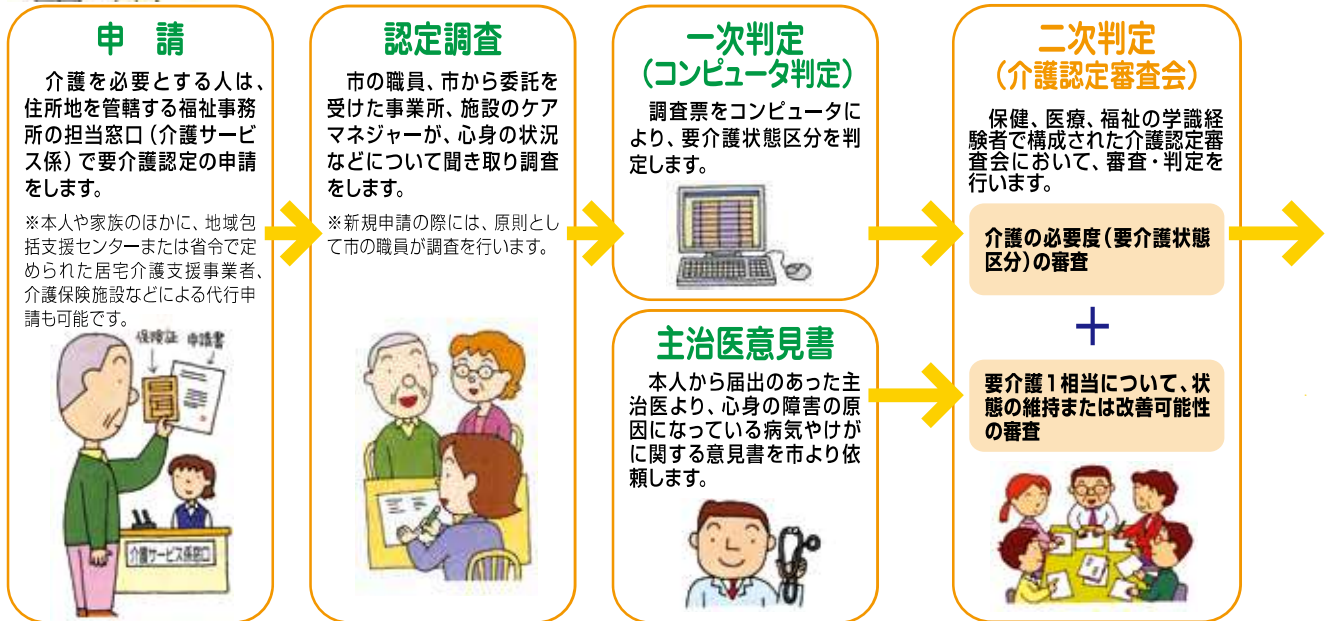 申 請
介護を必要とする人は、
住所地を管轄する福祉事務
所の担当窓口(介護サービ
ス係)で要介護認定の申請
をします。
※本人や家族のほかに、地域包
括支援センターまたは省令で定
められた居宅介護支援事業者、
介護保険施設などによる代行申
請も可能です。
保険証 申請書
介護サービス係窓口
認定調査
市の職員、市から委託を
受けた事業所、施設のケア
マネジャーが、心身の状況
などについて聞き取り調査
をします。
※新規申請の際には、原則とし
て市の職員が調査を行います。
一次判定
(コンピュータ判定)
調査票をコンピュータに
より、要介護状態区分を判
定します。
主治医意見書
本人から届出のあった主
治医より、心身の障害の原
因になっている病気やけが
に関する意見書を市より依
頼します。
二次判定
(介護認定審査会)
保健、医療、福祉の学識経
験者で構成された介護認定審
査会において、審査・判定を
行います。
介護の必要度(要介護状態
区分)の審査
+
要介護1相当について、状
態の維持または改善可能性
の審査